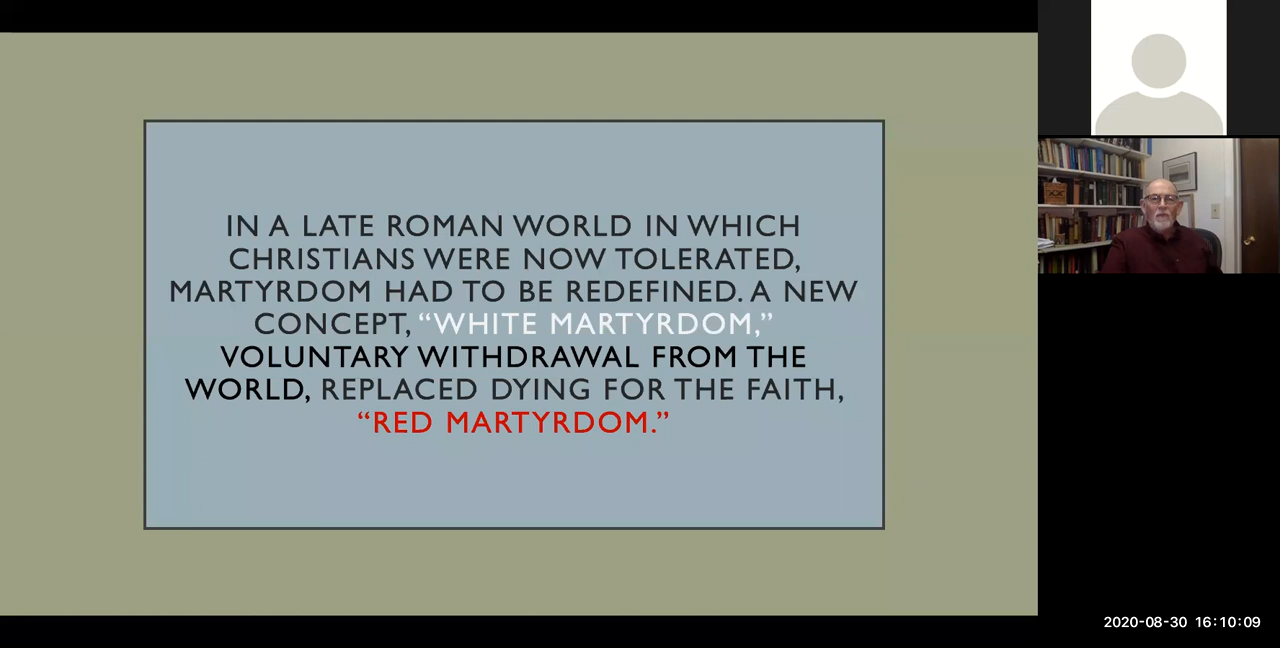 IN A LATE ROMAN WORLD IN WHICH
CHRISTIANS WERE NOW TOLERATED,
MARTYRDOM HAD TO BE REDEFINED. A NEW
CONCEPT, “WHITE MARTYRDOM,”
VOLUNTARY WITHDRAWAL FROM THE
WORLD, REPLACED DYING FOR THE FAITH,
“RED MARTYRDOM.”
2020-08-30 16:10:09